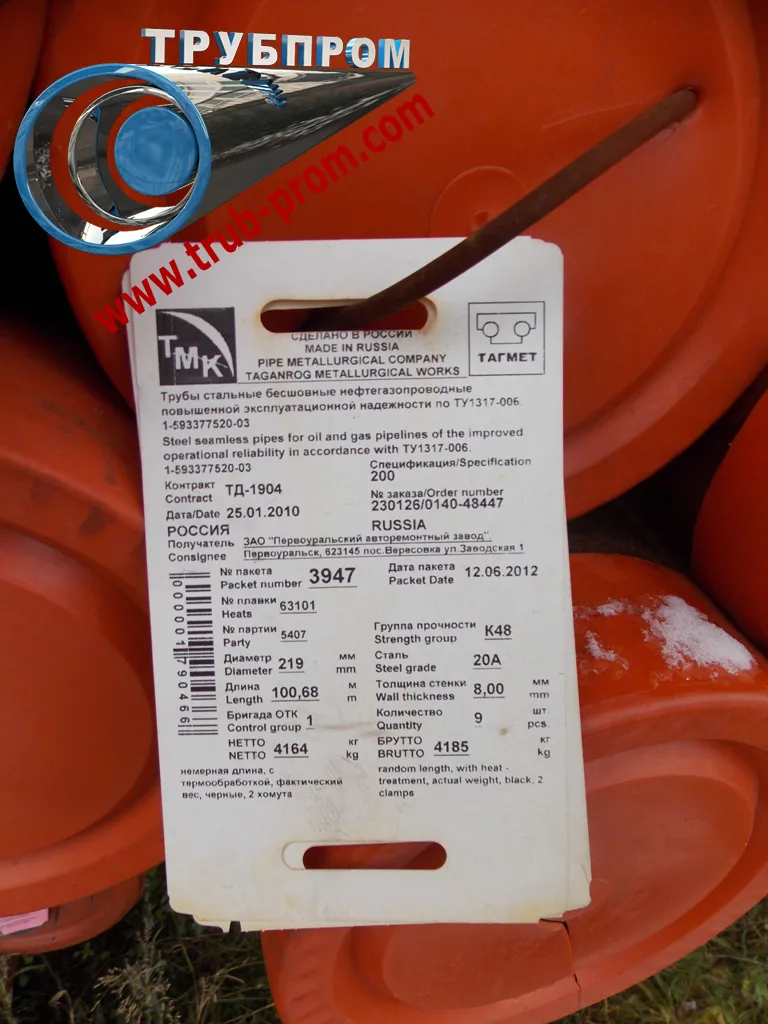 ТРУБПРОМ
www.trub-prom.com
ТМК
СДЕЛАНО В РОССИИ
MADE IN RUSSIA
PIPE METALLURGICAL COMPANY
TAGANROG METALLURGICAL WORKS
ТАГМЕТ
Трубы стальные бесшовные нефтегазопроводные
повышенной эксплуатационной надежности по ТУ1317-006.
1-593377520-03
Steel seamless pipes for oil and gas pipelines of the improved
operational reliability in accordance with ТУ1317-006.
1-593377520-03
Спецификация/Specification
200
Контракт
Contract ТД-1904
№ заказа/Order number
230126/0140-48447
Дата/Date 25.01.2010
РОССИЯ RUSSIA
Получатель ЗАО "Первоуральский авторемонтный завод",
Consignee Первоуральск, 623145 пос.Вересовка ул.Заводская 1
№ пакета
Packet number 3947
Дата пакета
Packet Date 12.06.2012
№ плавки
Heats 63101
№ партии
Party 5407
Группа прочности
Strength group К48
Диаметр мм
Diameter 219 mm
Сталь
Steel grade 20А
Длина м
Length 100,68 m
Толщина стенки мм
Wall thickness 8,00 mm
Бригада ОТК
Control group 1
Количество шт.
Quantity 9 pcs.
НЕТТО кг
NETTO 4164 kg
БРУТТО кг
BRUTTO 4185 kg
немерная длина, с
термообработкой, фактический
вес, черные, 2 хомута
random length, with heat -
treatment, actual weight, black, 2
clamps
0000001790466